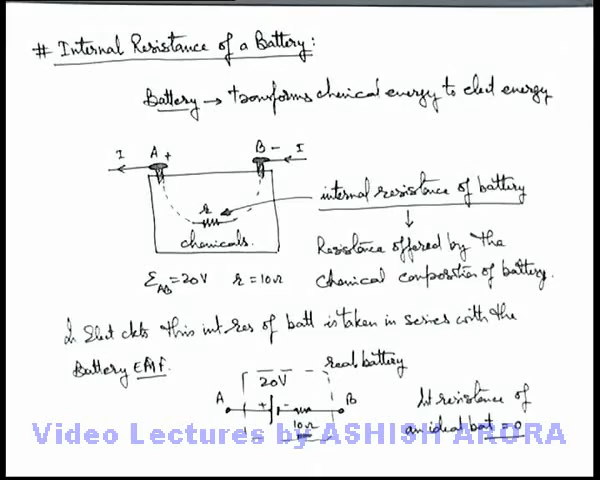 # Internal Resistance of a Battery:
Battery → transforms chemical energy to elect energy
I A + B - I
r
internal resistance of battery
chemicals.
Resistance offered by the
chemical composition of battery.
EAB = 20V r = 10Ω
In Elect ckts this int res of batt is taken in series with the
Battery EMF.
real battery
20V
A + - B
10Ω
Int resistance of
an ideal bat = 0
Video Lectures by ASHISH ARORA